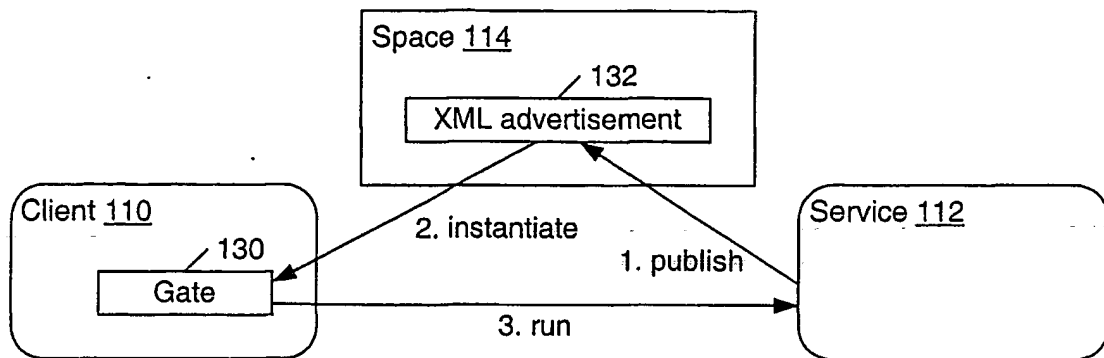 Space 114
132
XML advertisement
Client 110
2. instantiate
Service 112
130
1. publish
Gate
3. run